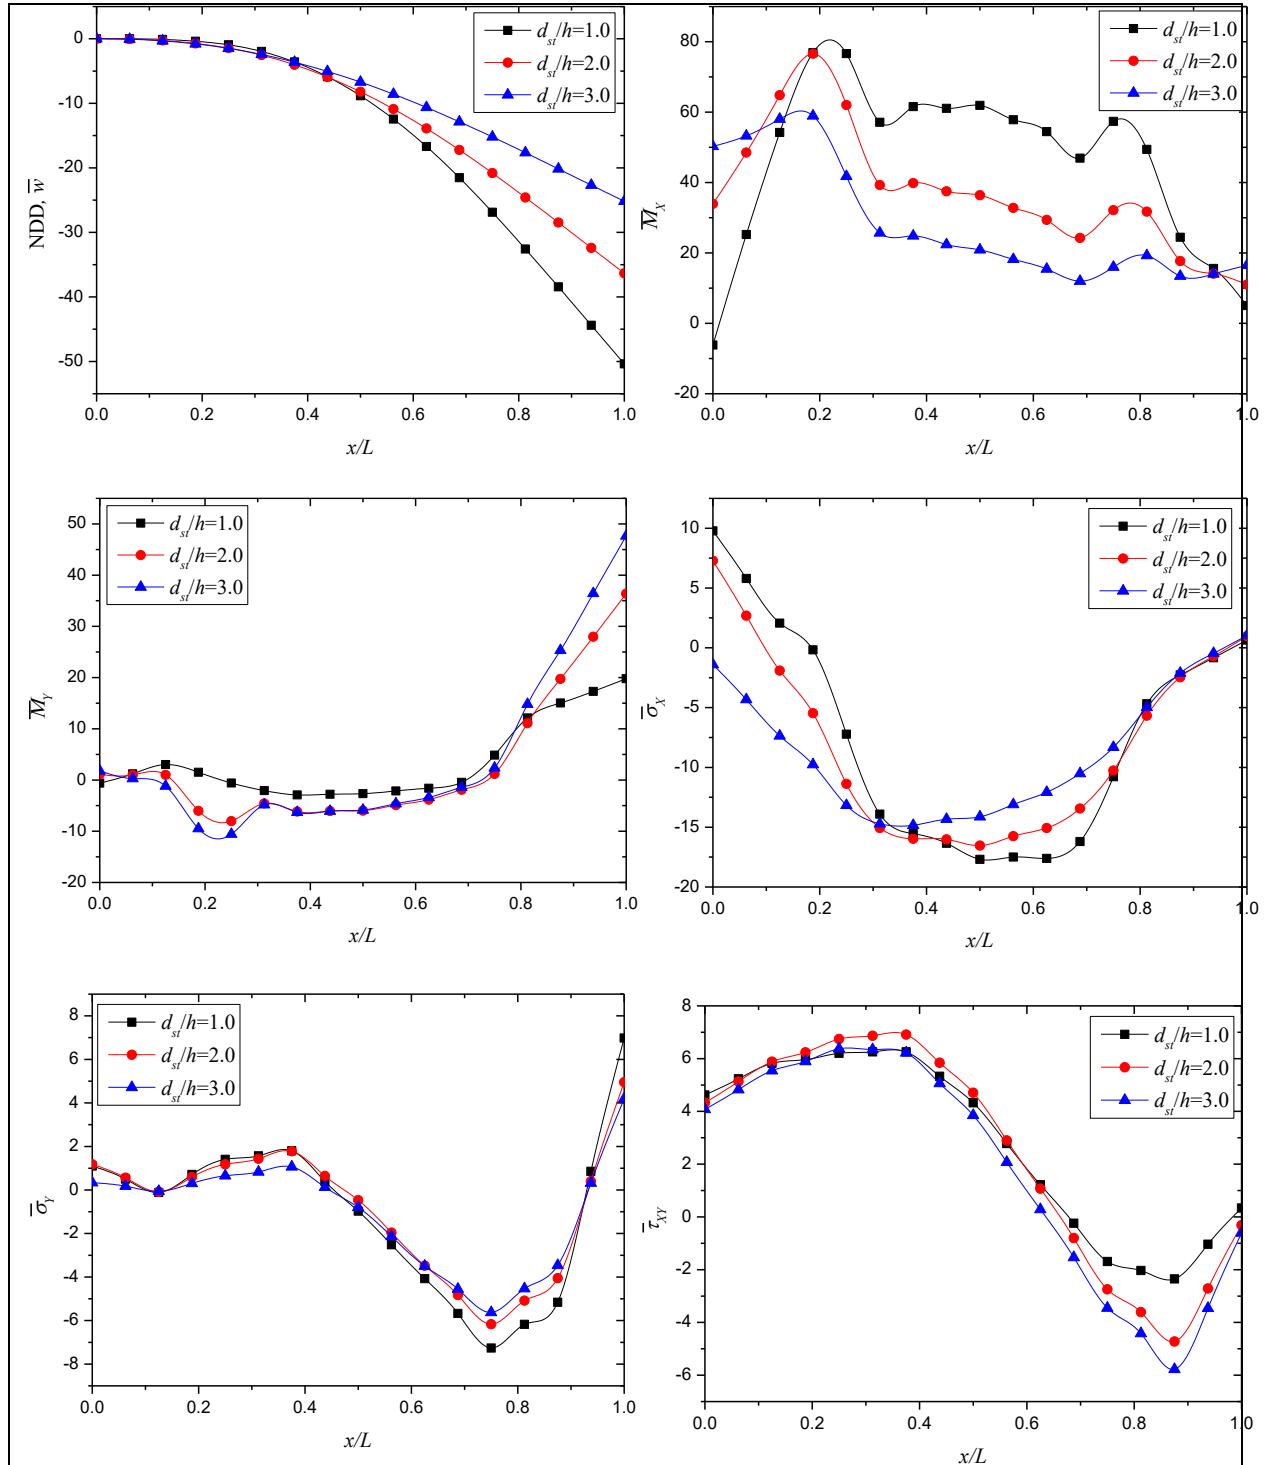 0
-10
-20
-30
-40
-50
NDD, w̅
0.0 0.2 0.4 0.6 0.8 1.0
x/L
d_st/h=1.0
d_st/h=2.0
d_st/h=3.0
80
60
40
20
0
-20
M̅_X
0.0 0.2 0.4 0.6 0.8 1.0
x/L
d_st/h=1.0
d_st/h=2.0
d_st/h=3.0
50
40
30
20
10
0
-10
-20
M̅_Y
0.0 0.2 0.4 0.6 0.8 1.0
x/L
d_st/h=1.0
d_st/h=2.0
d_st/h=3.0
10
5
0
-5
-10
-15
-20
σ̅_X
0.0 0.2 0.4 0.6 0.8 1.0
x/L
d_st/h=1.0
d_st/h=2.0
d_st/h=3.0
8
6
4
2
0
-2
-4
-6
-8
σ̅_Y
0.0 0.2 0.4 0.6 0.8 1.0
x/L
d_st/h=1.0
d_st/h=2.0
d_st/h=3.0
8
6
4
2
0
-2
-4
-6
τ̅_XY
0.0 0.2 0.4 0.6 0.8 1.0
x/L
d_st/h=1.0
d_st/h=2.0
d_st/h=3.0